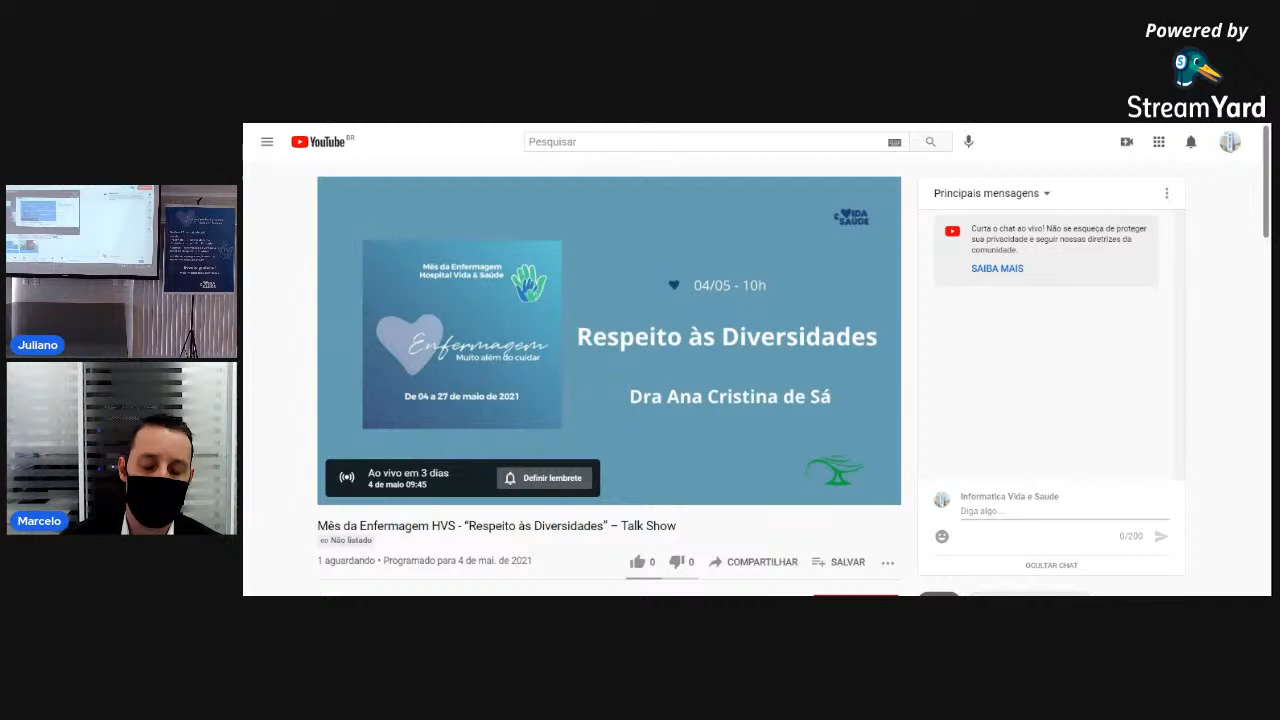 Powered by
StreamYard
YouTube BR
Pesquisar
VIDA
& SAÚDE
Mês da Enfermagem
Hospital Vida & Saúde
Enfermagem
Muito além do cuidar
De 04 a 27 de maio de 2021
04/05 - 10h
Respeito às Diversidades
Dra Ana Cristina de Sá
Ao vivo em 3 dias
4 de maio 09:45
Definir lembrete
Mês da Enfermagem HVS - “Respeito às Diversidades” – Talk Show
Não listado
1 aguardando • Programado para 4 de mai. de 2021
0
0
COMPARTILHAR
SALVAR
Principais mensagens
Curta o chat ao vivo! Não se esqueça de proteger
sua privacidade e seguir nossas diretrizes da
comunidade.
SAIBA MAIS
Informatica Vida e Saude
Diga algo...
0/200
OCULTAR CHAT
Juliano
Marcelo